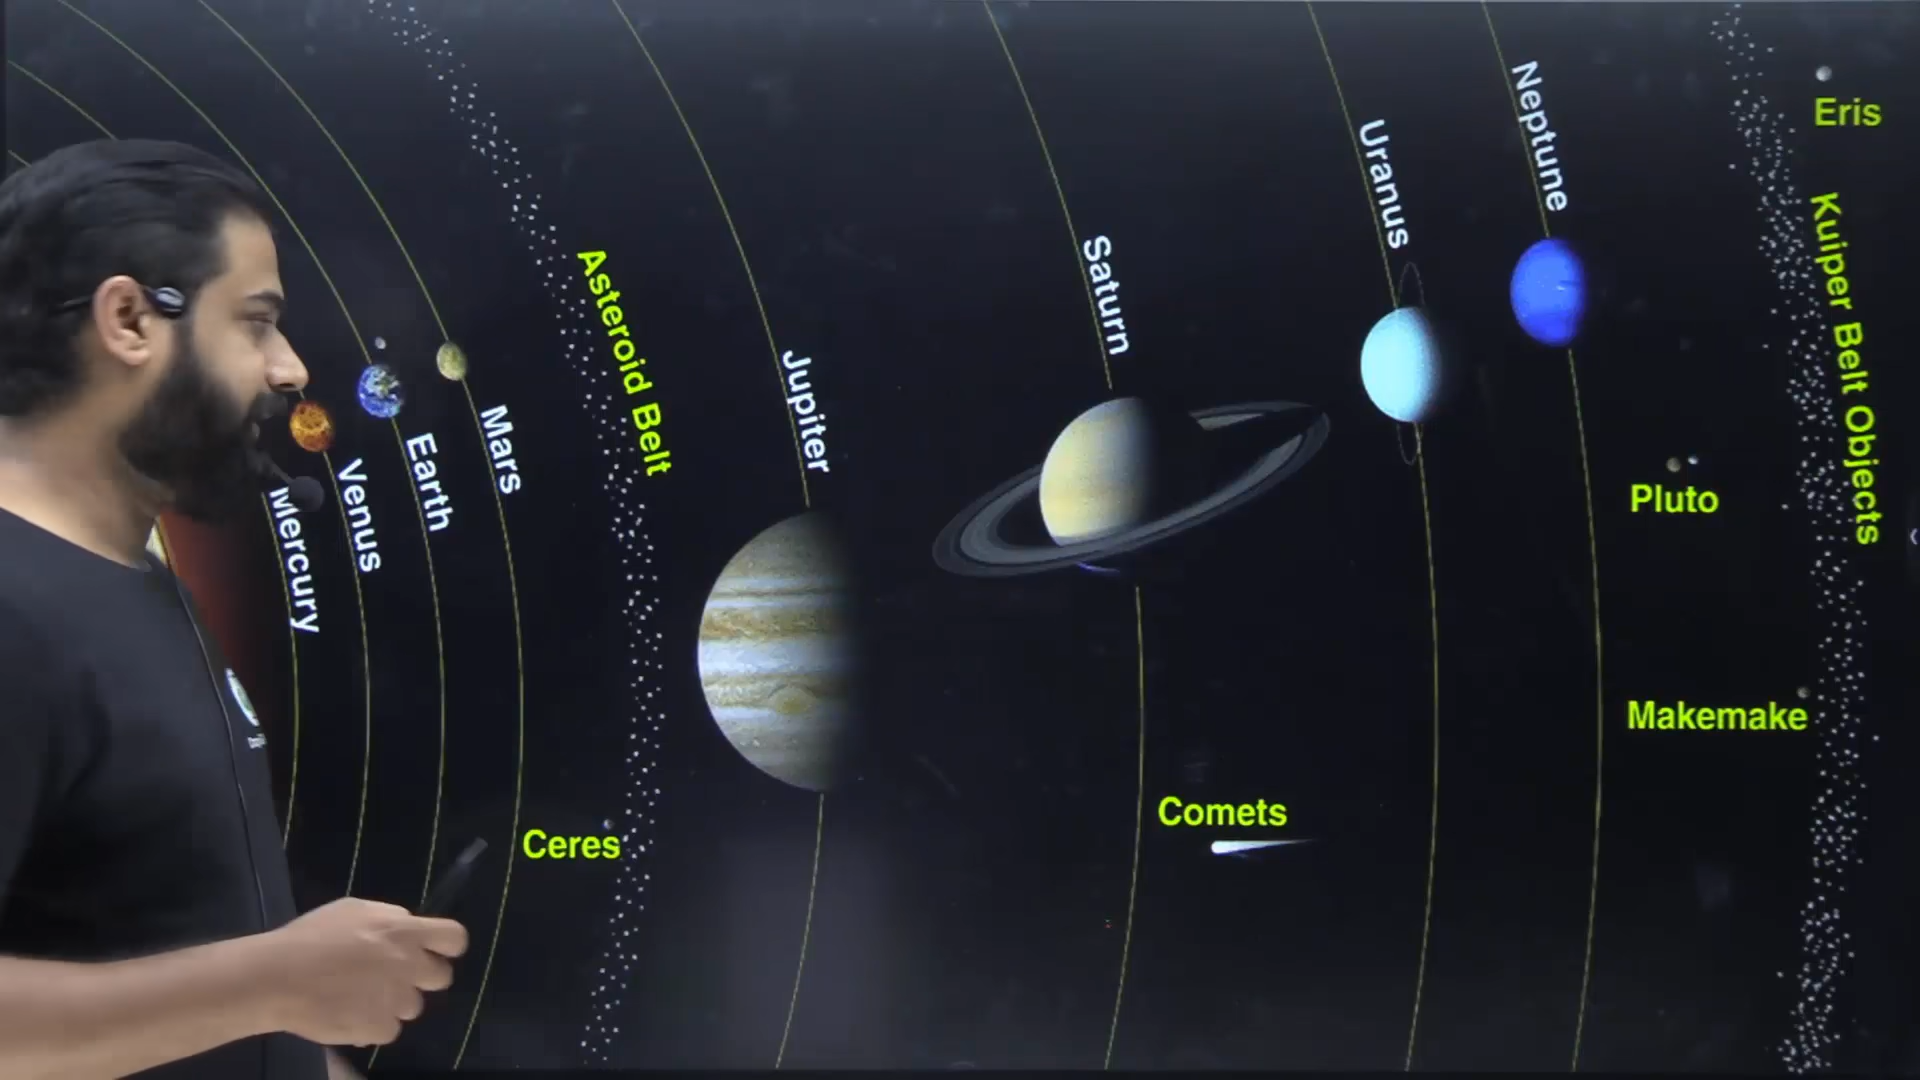 Mercury
Venus
Earth
Mars
Asteroid Belt
Ceres
Jupiter
Saturn
Comets
Uranus
Neptune
Pluto
Makemake
Eris
Kuiper Belt Objects